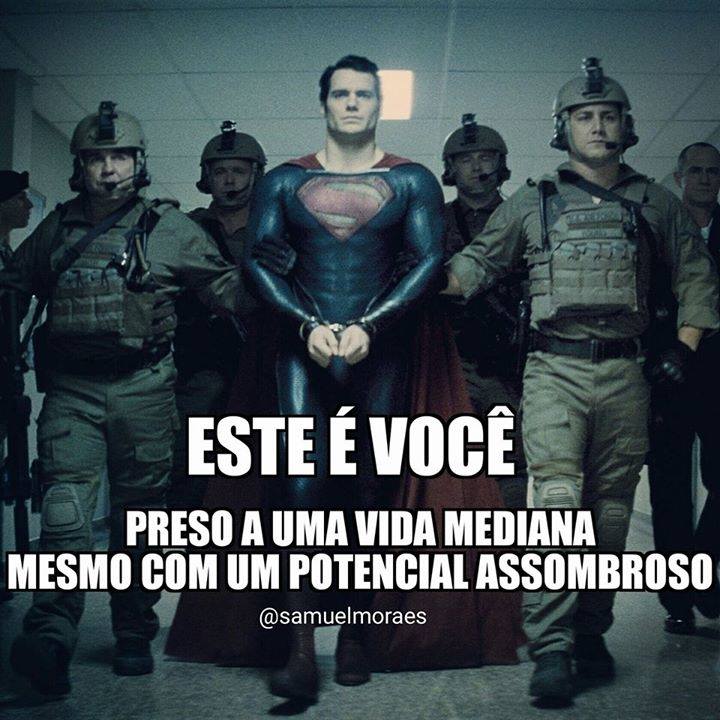 ESTE É VOCÊ
PRESO A UMA VIDA MEDIANA
MESMO COM UM POTENCIAL ASSOMBROSO
@samuelmoraes